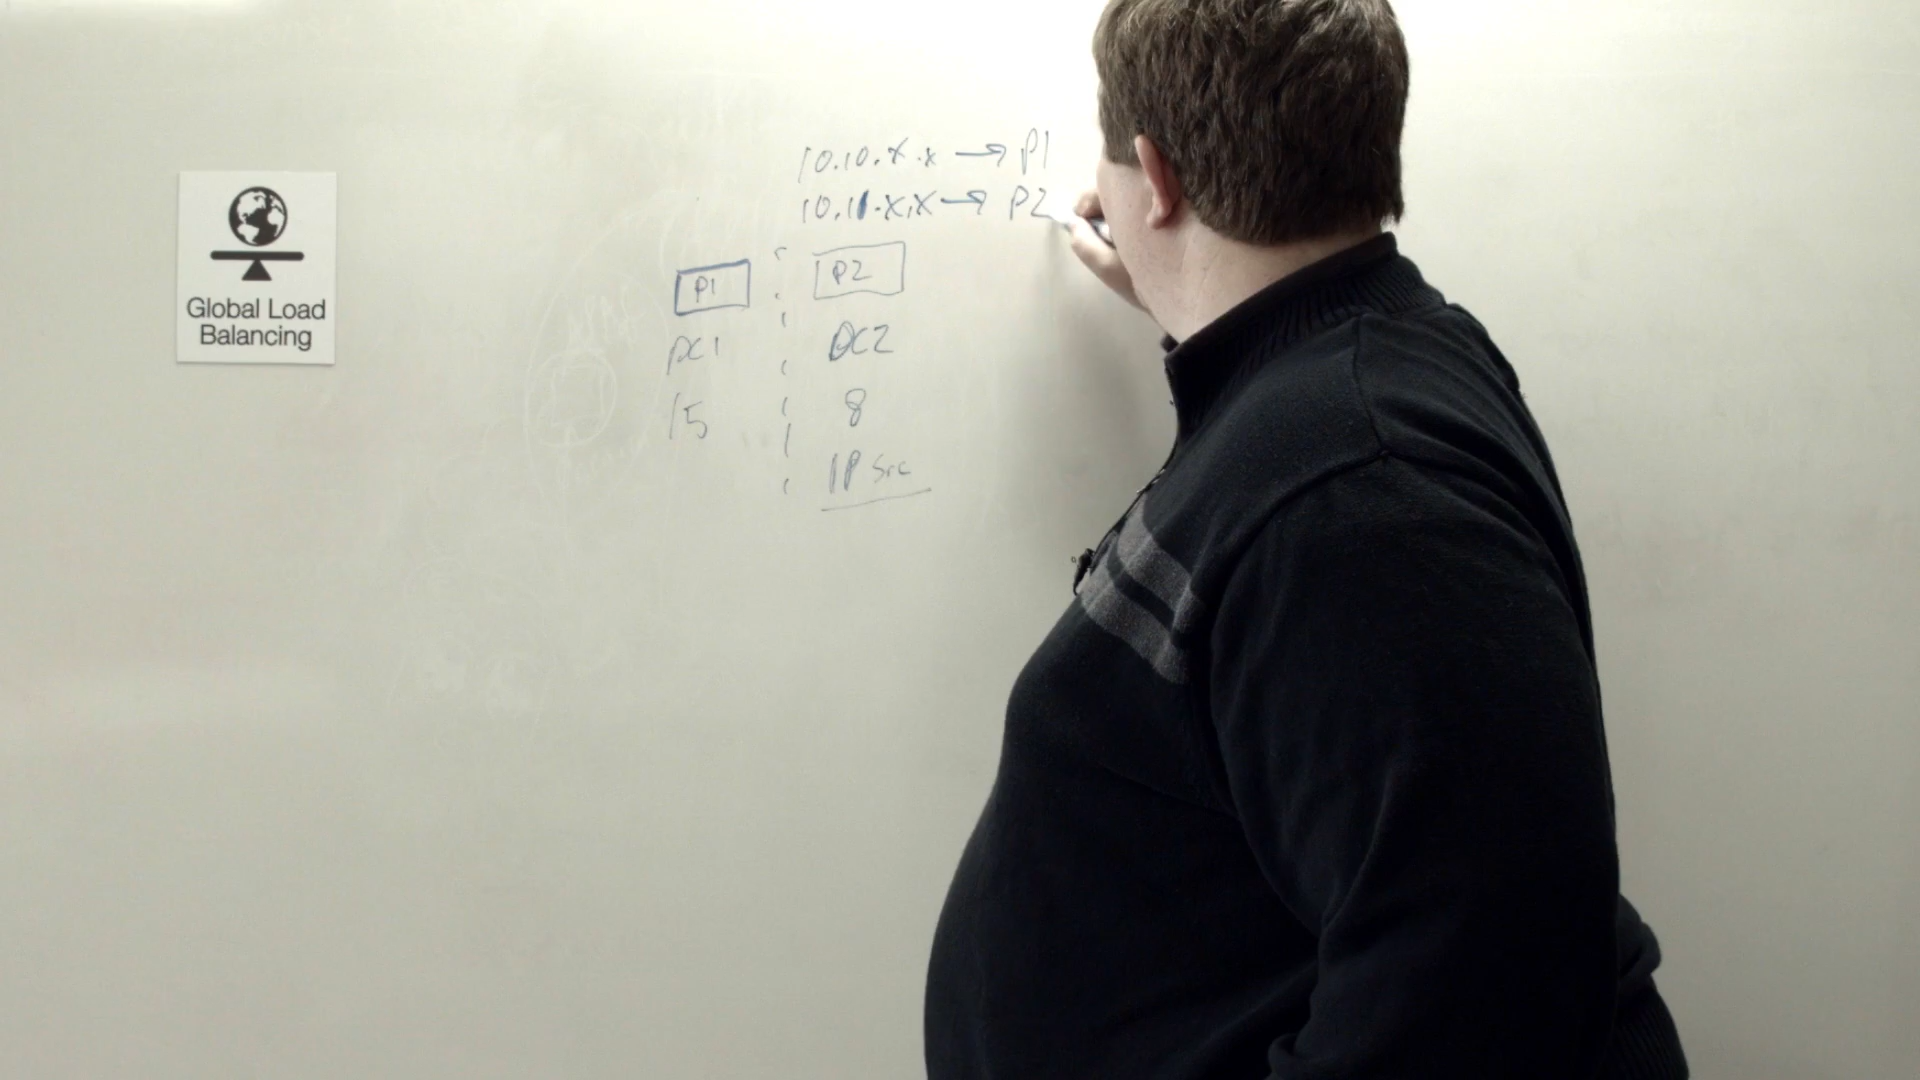 Global Load
Balancing
10.10.x.x → P1
10.11.x.x → P2
P1
P2
DC1
DC2
15
8
IP Src